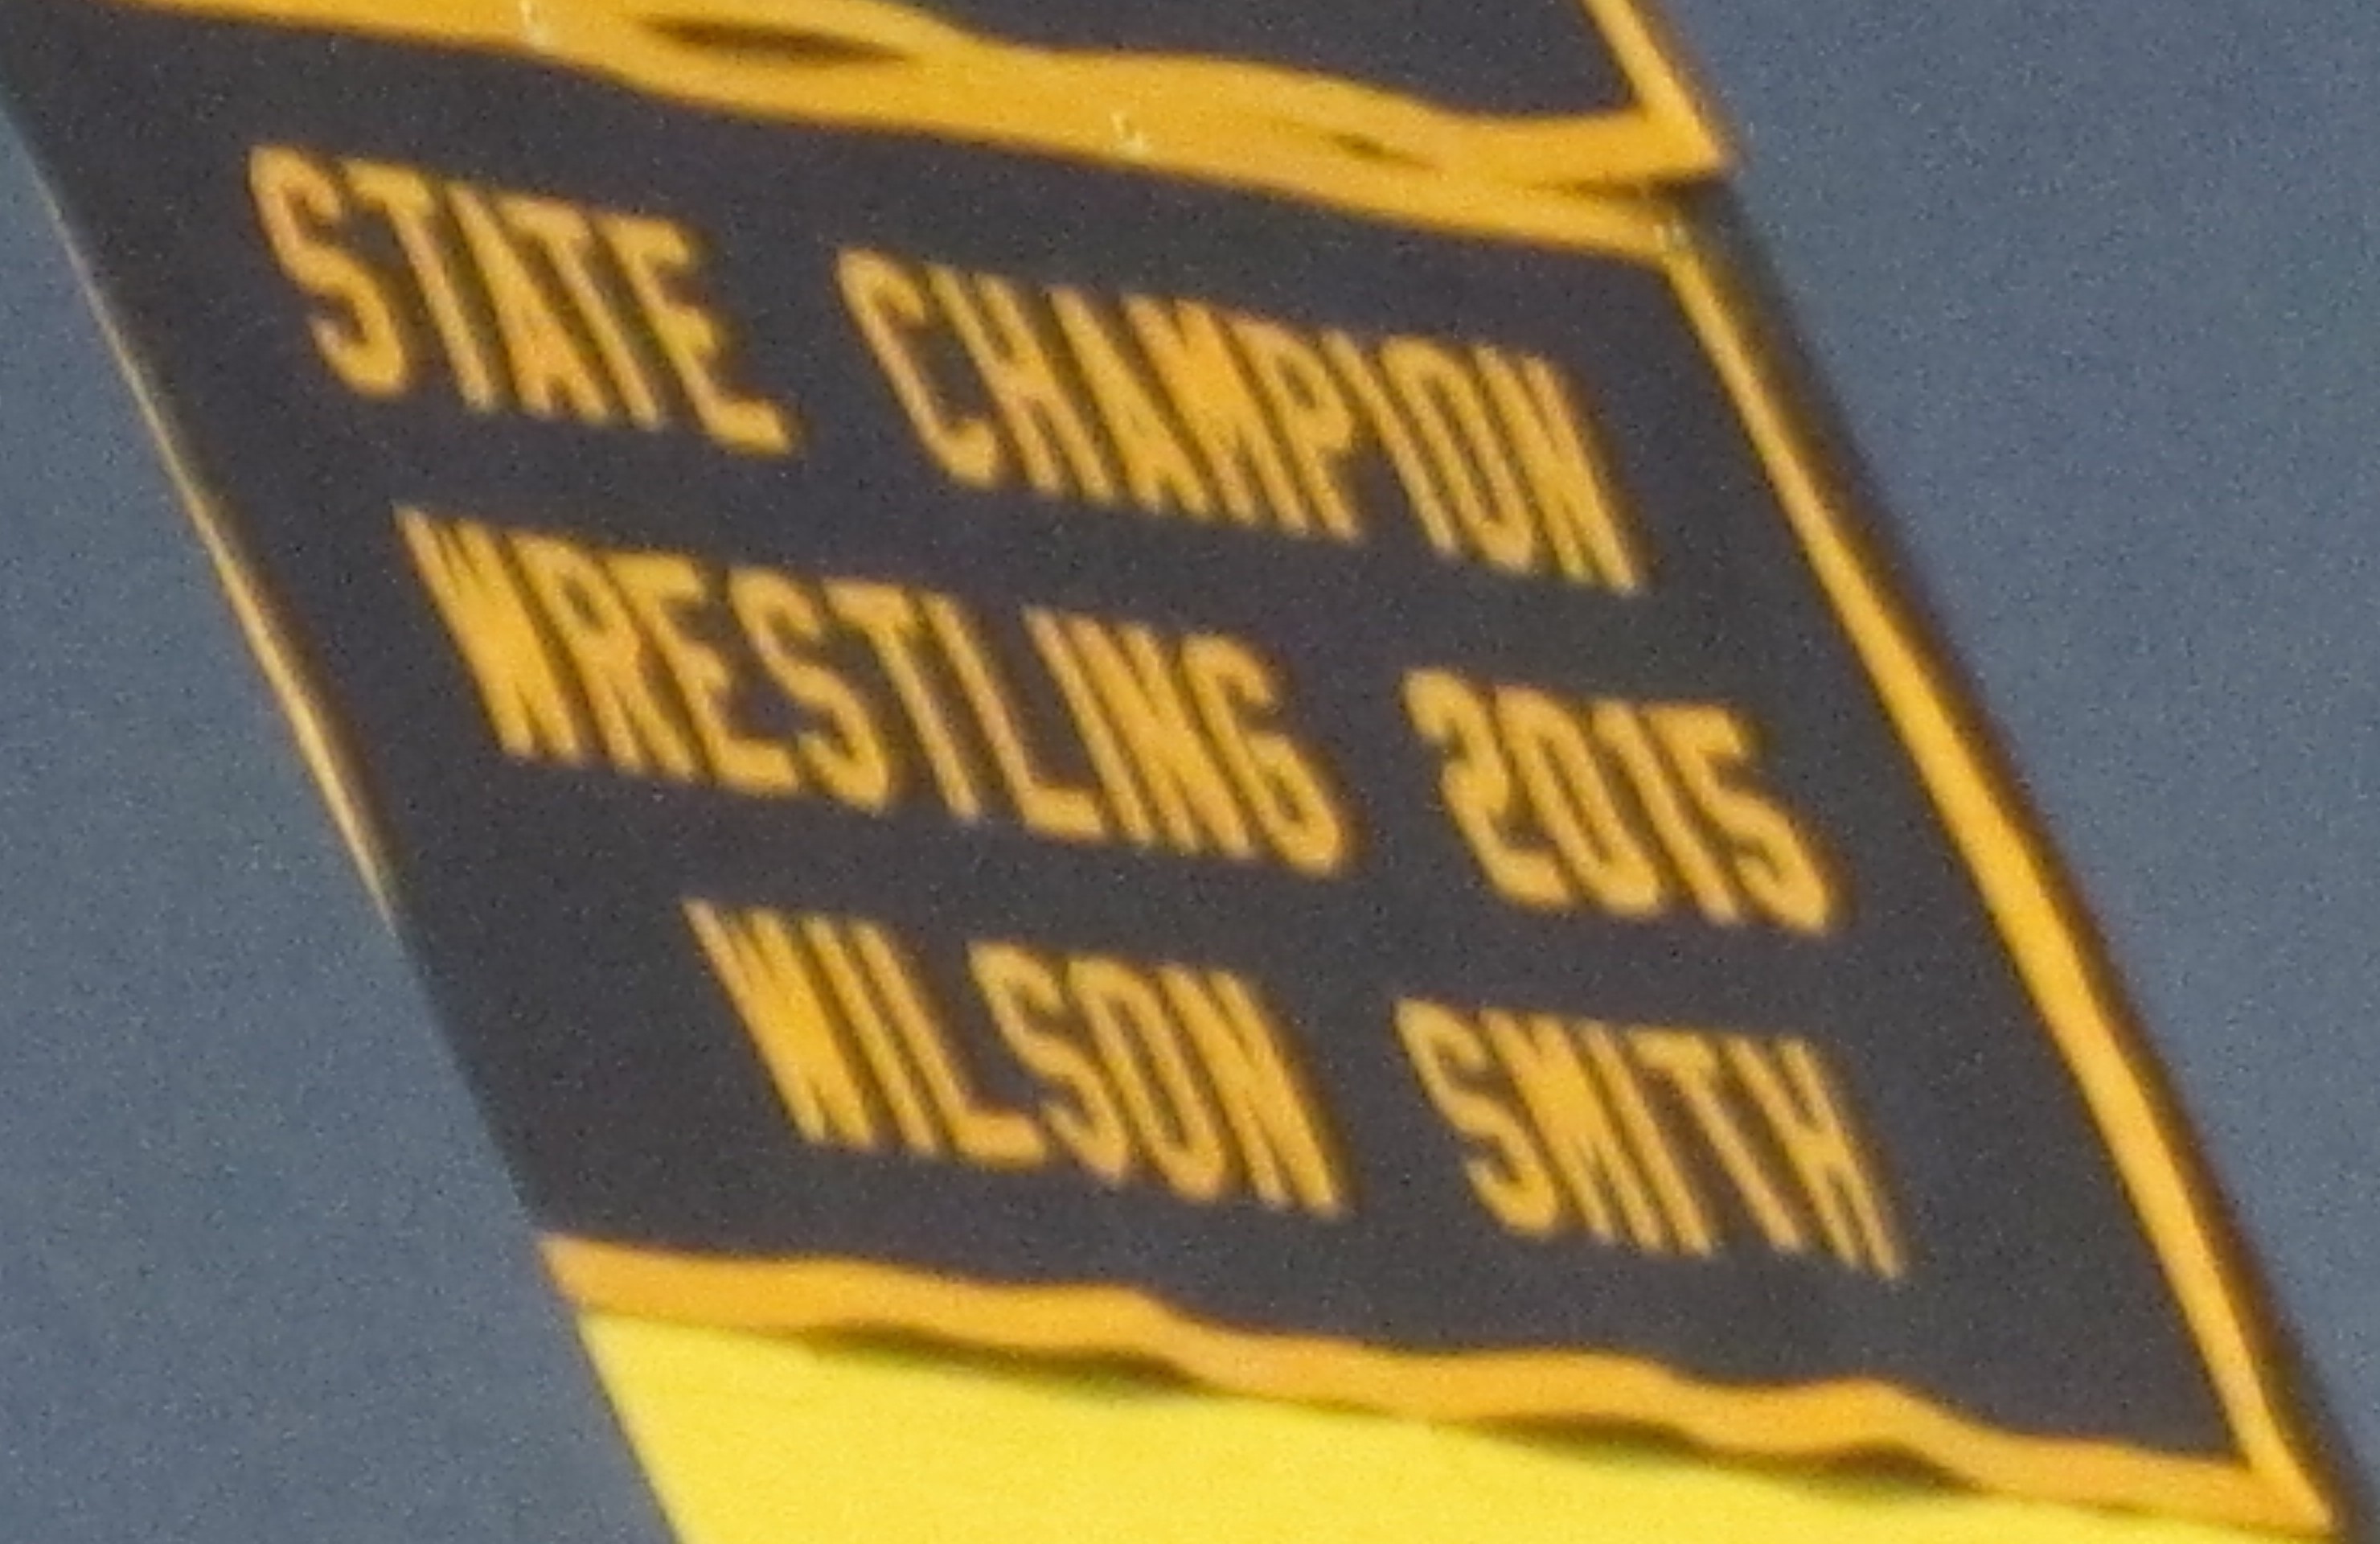 STATE CHAMPION
WRESTLING 2015
WILSON SMITH